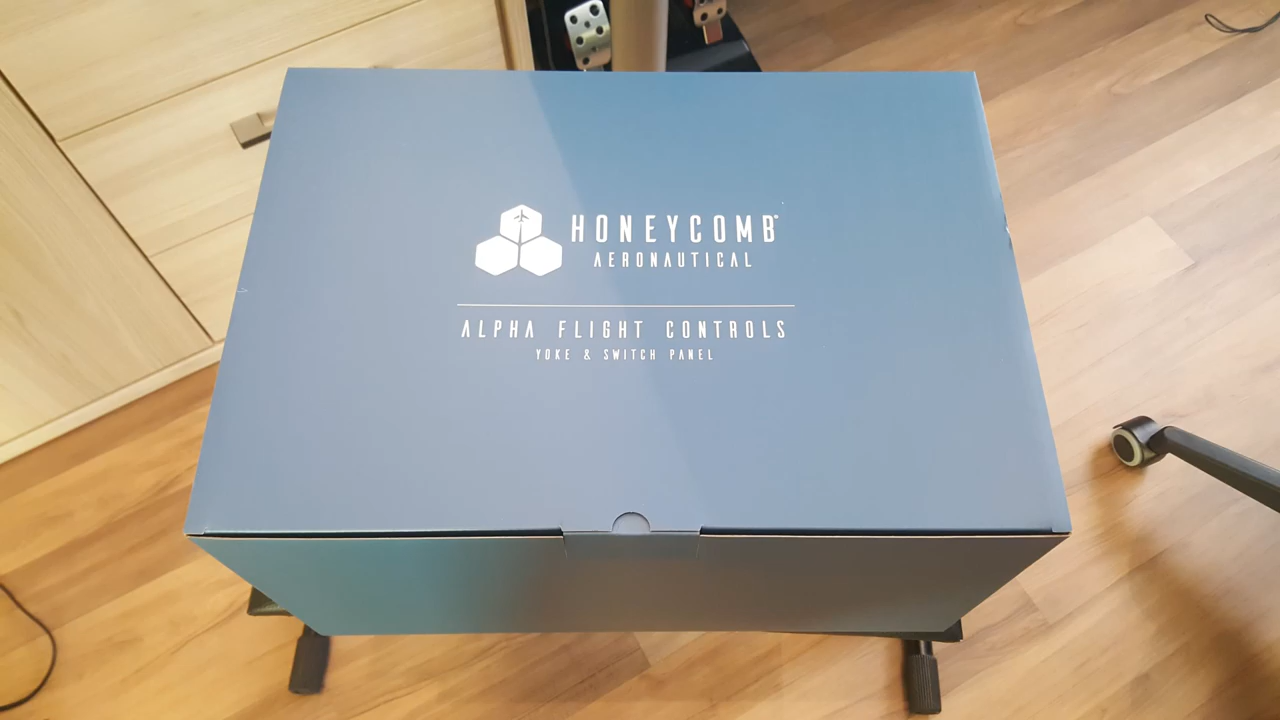 HONEYCOMB
AERONAUTICAL
ALPHA FLIGHT CONTROLS
YOKE & SWITCH PANEL